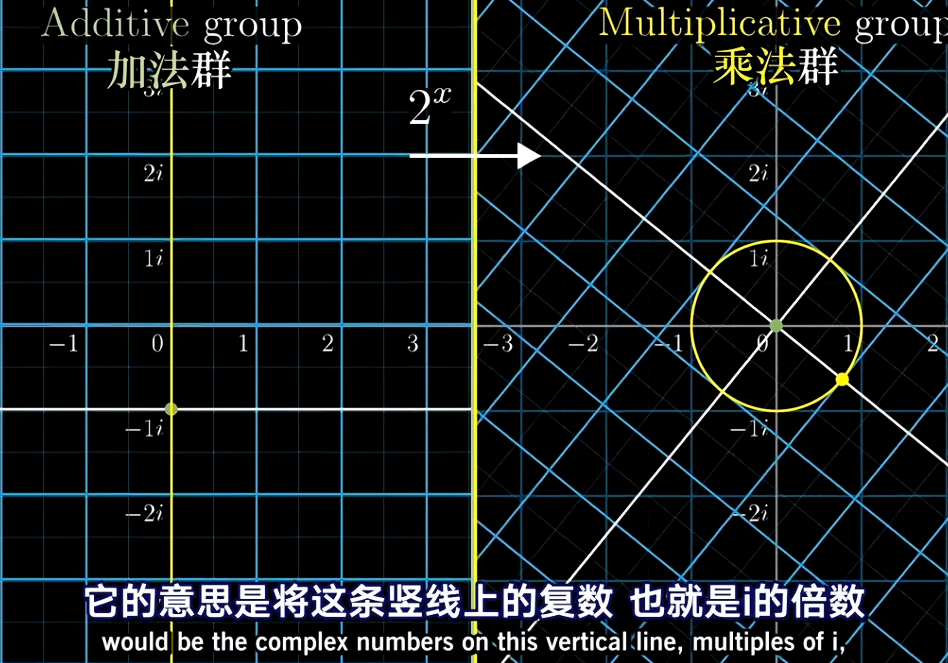 Additive group
加法群
Multiplicative group
乘法群
2^x
3i
2i
1i
-1 0 1 2 3
-1i
-2i
3i
2i
1i
-3 -2 -1 0 1 2
-1i
-2i
它的意思是将这条竖线上的复数 也就是i的倍数
would be the complex numbers on this vertical line, multiples of i,